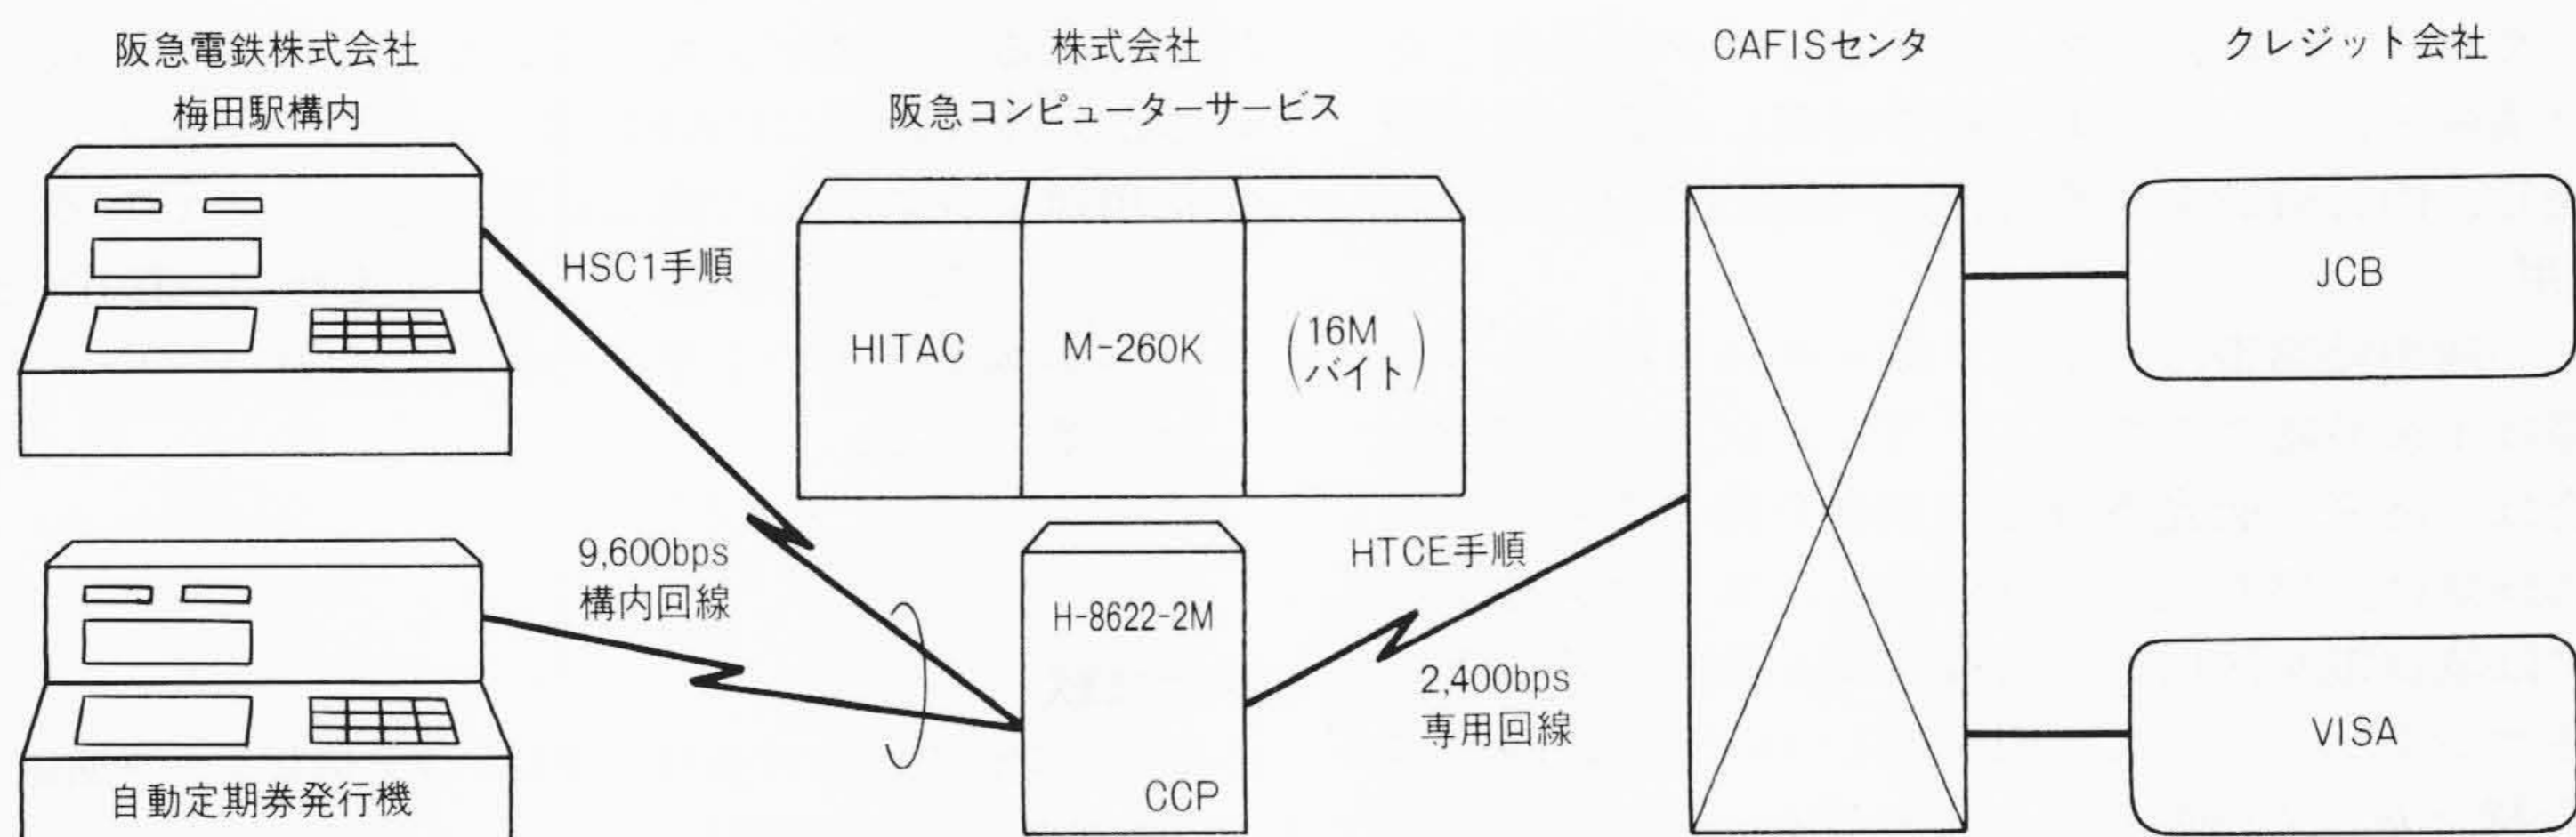 阪急電鉄株式会社
梅田駅構内
株式会社
阪急コンピューターサービス
CAFISセンタ
クレジット会社
HSC1手順
9,600bps
構内回線
自動定期券発行機
HITAC
M-260K
(16M
バイト)
H-8622-2M
CCP
HTCE手順
2,400bps
専用回線
JCB
VISA